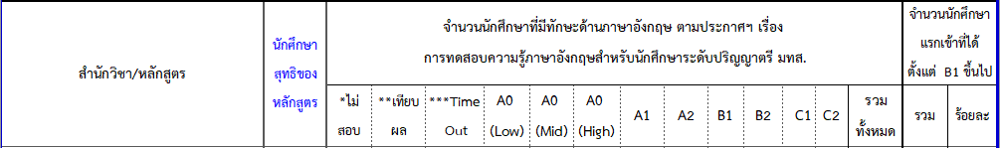 สำนักวิชา/หลักสูตร
นักศึกษา
สุทธิของ
หลักสูตร
จำนวนนักศึกษาที่มีทักษะด้านภาษาอังกฤษ ตามประกาศฯ เรื่อง
การทดสอบความรู้ภาษาอังกฤษสำหรับนักศึกษาระดับปริญญาตรี มทส.
จำนวนนักศึกษา
แรกเข้าที่ได้
ตั้งแต่ B1 ขึ้นไป
*ไม่
สอบ
**เทียบ
ผล
***Time
Out
A0
(Low)
A0
(Mid)
A0
(High)
A1
A2
B1
B2
C1
C2
รวม
ทั้งหมด
รวม
ร้อยละ